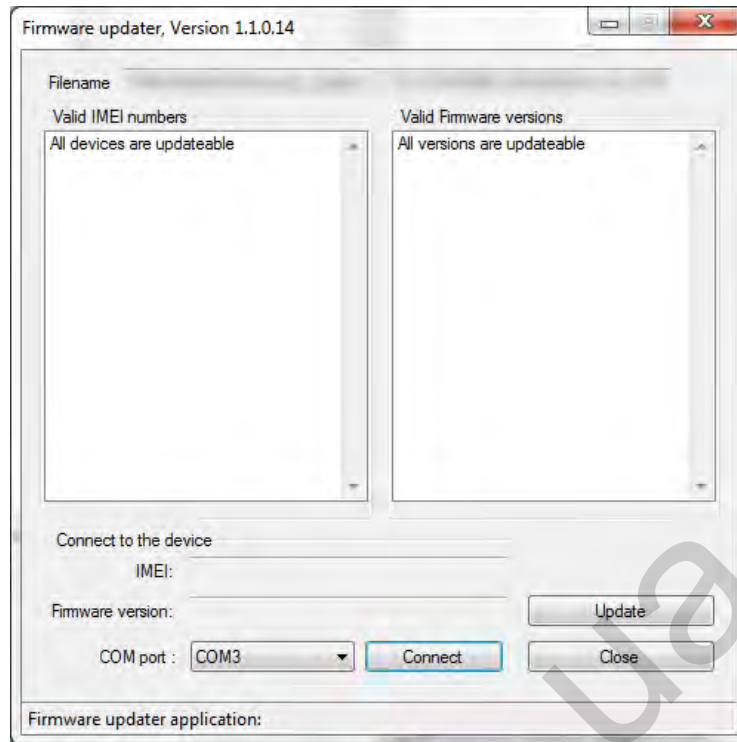 Firmware updater, Version 1.1.0.14
Filename
Valid IMEI numbers
Valid Firmware versions
All devices are updateable
All versions are updateable
Connect to the device
IMEI:
Firmware version:
Update
COM port :
COM3
Connect
Close
Firmware updater application:
ua